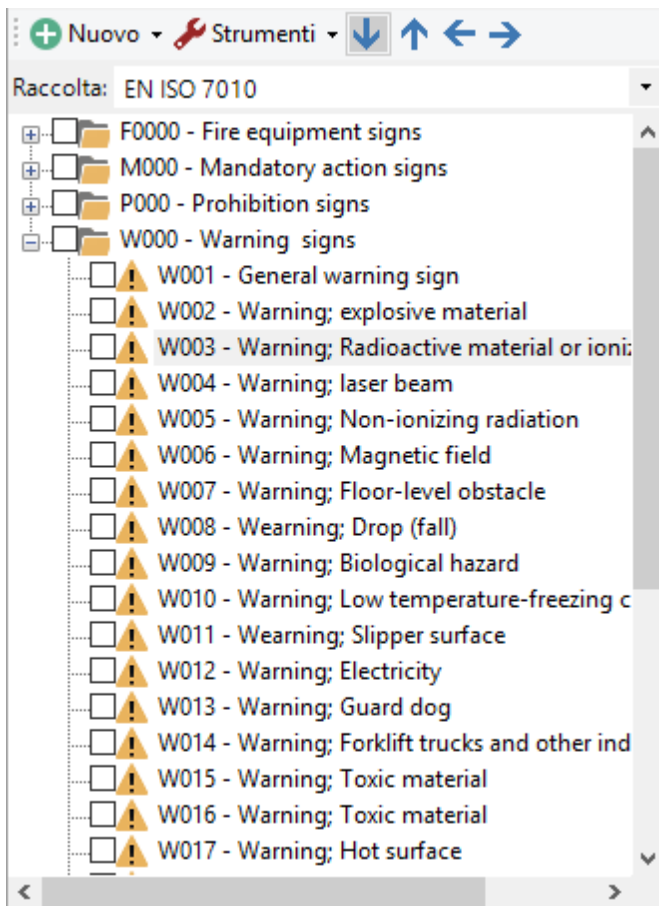 Nuovo Strumenti
Raccolta: EN ISO 7010
F0000 - Fire equipment signs
M000 - Mandatory action signs
P000 - Prohibition signs
W000 - Warning signs
W001 - General warning sign
W002 - Warning; explosive material
W003 - Warning; Radioactive material or ioni
W004 - Warning; laser beam
W005 - Warning; Non-ionizing radiation
W006 - Warning; Magnetic field
W007 - Warning; Floor-level obstacle
W008 - Wearning; Drop (fall)
W009 - Warning; Biological hazard
W010 - Warning; Low temperature-freezing c
W011 - Wearning; Slipper surface
W012 - Warning; Electricity
W013 - Warning; Guard dog
W014 - Warning; Forklift trucks and other ind
W015 - Warning; Toxic material
W016 - Warning; Toxic material
W017 - Warning; Hot surface